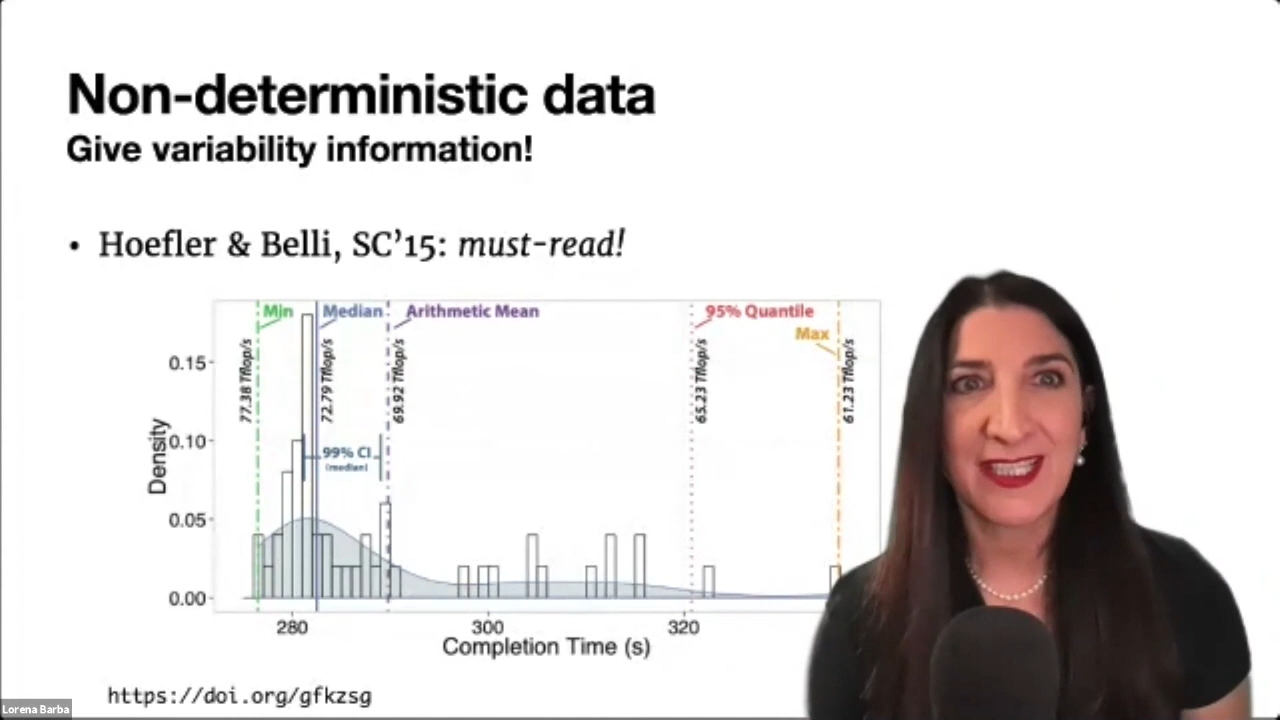 Non-deterministic data
Give variability information!
• Hoefler & Belli, SC’15: must-read!
Min
Median
Arithmetic Mean
95% Quantile
Max
77.38 Tflop/s
72.79 Tflop/s
69.92 Tflop/s
65.23 Tflop/s
61.23 Tflop/s
99% CI
(median)
Density
0.15
0.10
0.05
0.00
280
300
320
Completion Time (s)
https://doi.org/gfkzsg
Lorena Barba